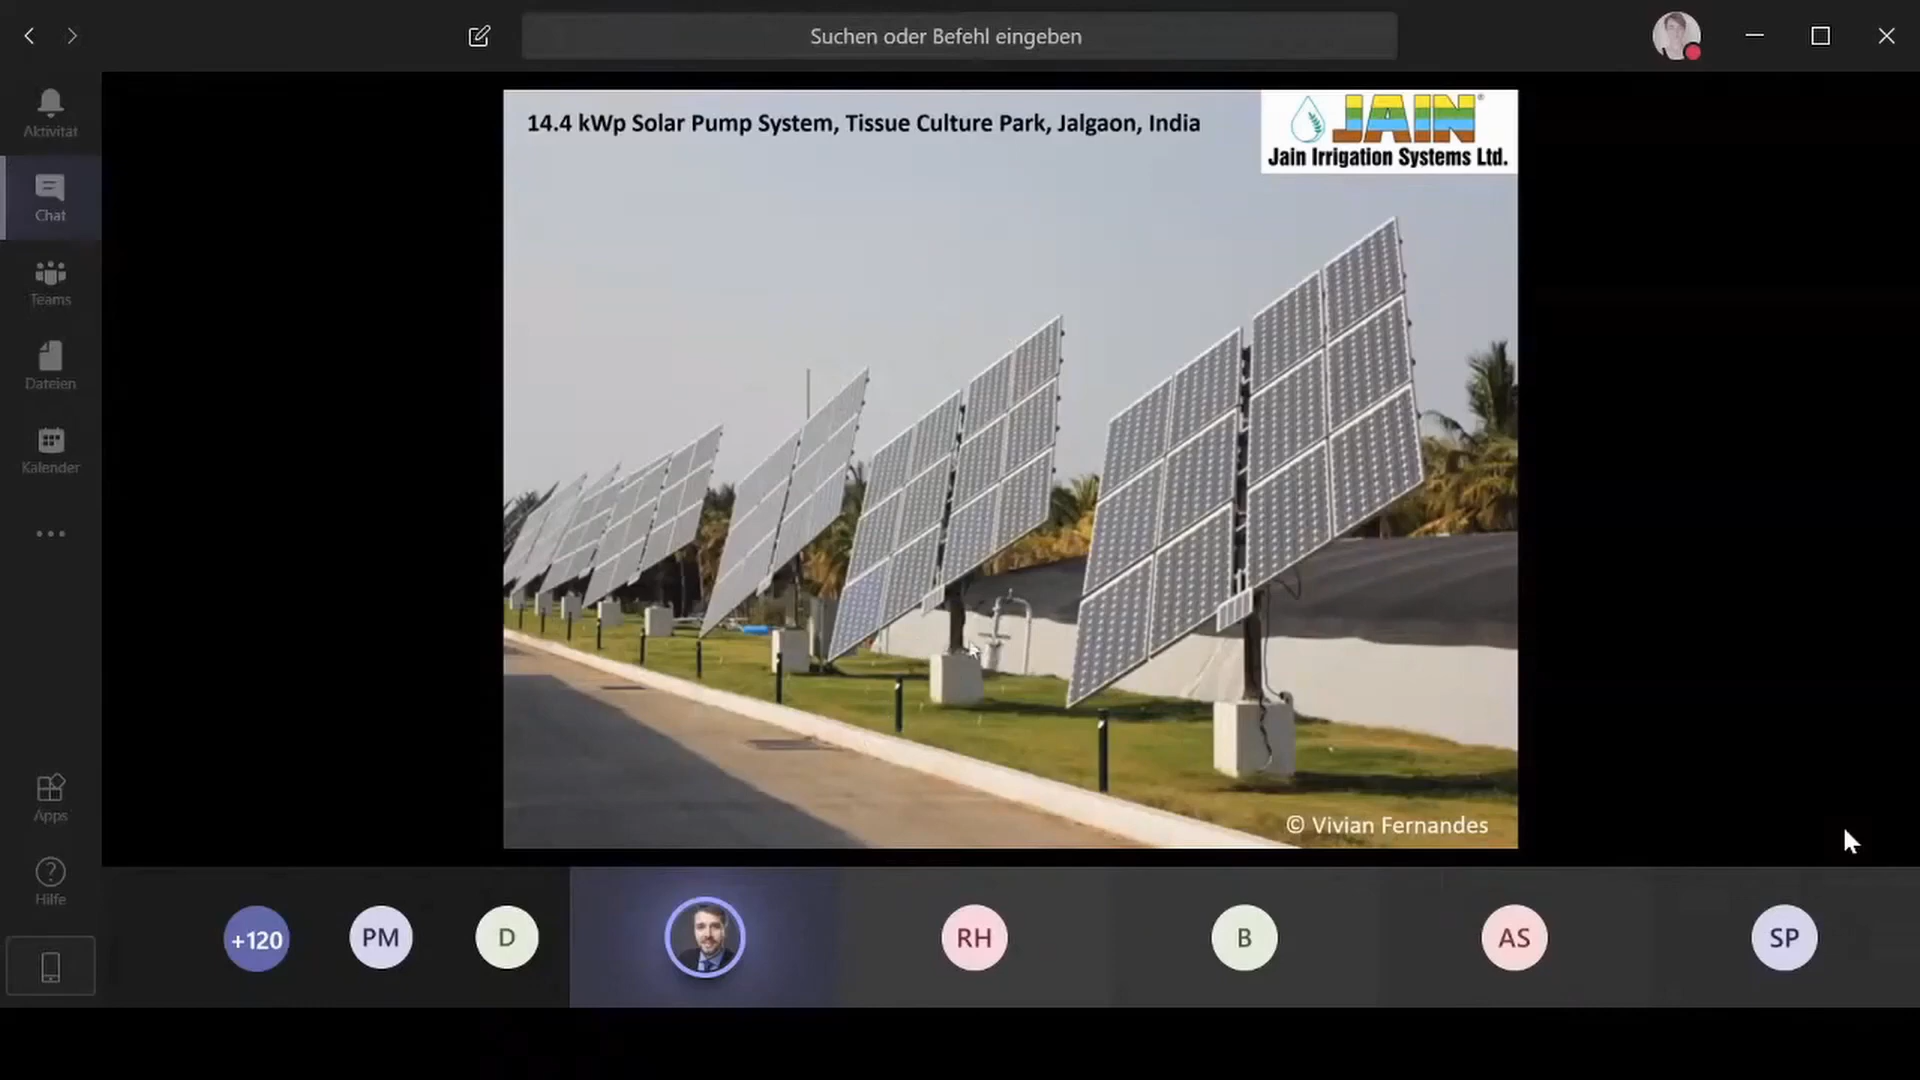 Suchen oder Befehl eingeben
Aktivität
Chat
Teams
Dateien
Kalender
Apps
Hilfe
14.4 kWp Solar Pump System, Tissue Culture Park, Jalgaon, India
JAIN®
Jain Irrigation Systems Ltd.
© Vivian Fernandes
+120
PM
D
RH
B
AS
SP